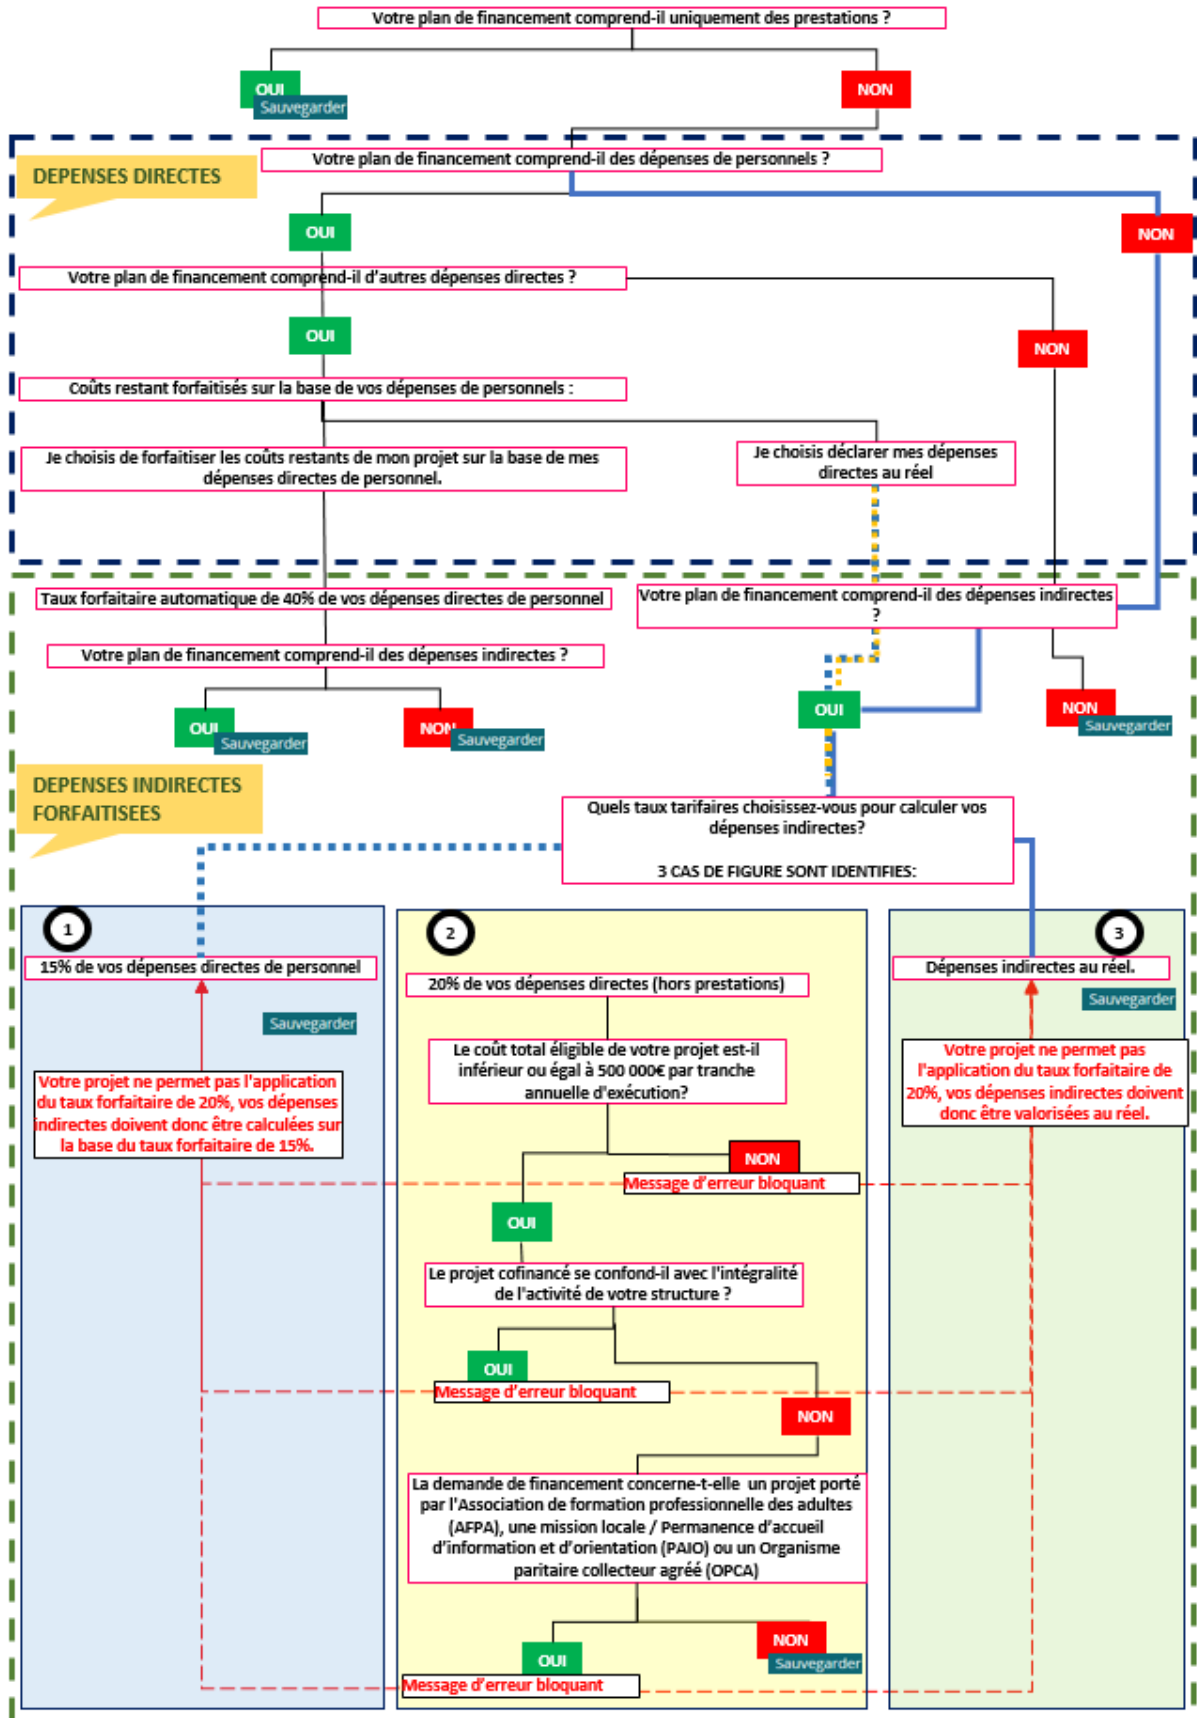 Votre plan de financement comprend-il uniquement des prestations ?
OUI
Sauvegarder
NON
Votre plan de financement comprend-il des dépenses de personnels ?
DEPENSES DIRECTES
OUI
NON
Votre plan de financement comprend-il d'autres dépenses directes ?
OUI
NON
Coûts restant forfaitisés sur la base de vos dépenses de personnels :
Je choisis de forfaitiser les coûts restants de mon projet sur la base de mes
dépenses directes de personnel.
Je choisis déclarer mes dépenses
directes au réel
Taux forfaitaire automatique de 40% de vos dépenses directes de personnel
Votre plan de financement comprend-il des dépenses indirectes
?
Votre plan de financement comprend-il des dépenses indirectes ?
OUI
Sauvegarder
NON
Sauvegarder
OUI
NON
Sauvegarder
DEPENSES INDIRECTES
FORFAITISEES
Quels taux tarifaires choisissez-vous pour calculer vos
dépenses indirectes?
3 CAS DE FIGURE SONT IDENTIFIES:
1
15% de vos dépenses directes de personnel
Sauvegarder
Votre projet ne permet pas l'application
du taux forfaitaire de 20%, vos dépenses
indirectes doivent donc être calculées sur
la base du taux forfaitaire de 15%.
2
20% de vos dépenses directes (hors prestations)
Le coût total éligible de votre projet est-il
inférieur ou égal à 500 000€ par tranche
annuelle d'exécution?
NON
Message d'erreur bloquant
OUI
Le projet cofinancé se confond-il avec l'intégralité
de l'activité de votre structure ?
OUI
Message d'erreur bloquant
NON
La demande de financement concerne-t-elle un projet porté
par l'Association de formation professionnelle des adultes
(AFPA), une mission locale / Permanence d'accueil
d'information et d'orientation (PAIO) ou un Organisme
paritaire collecteur agréé (OPCA)
OUI
Message d'erreur bloquant
NON
Sauvegarder
3
Dépenses indirectes au réel.
Sauvegarder
Votre projet ne permet pas
l'application du taux forfaitaire de
20%, vos dépenses indirectes doivent
donc être valorisées au réel.